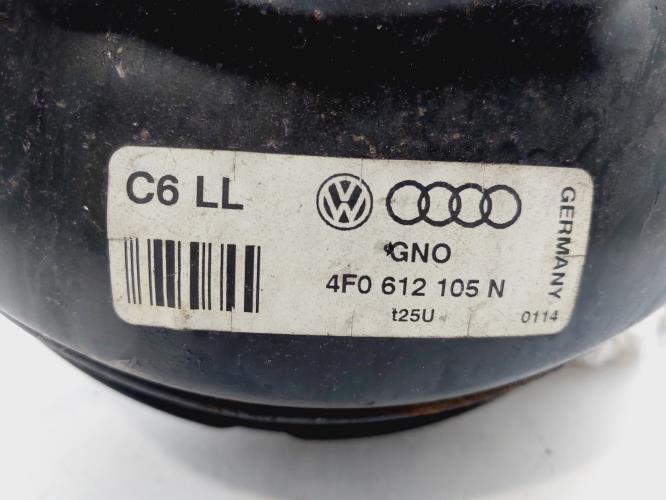 C6 LL
GNO
4F0 612 105 N
t25U
GERMANY
0114